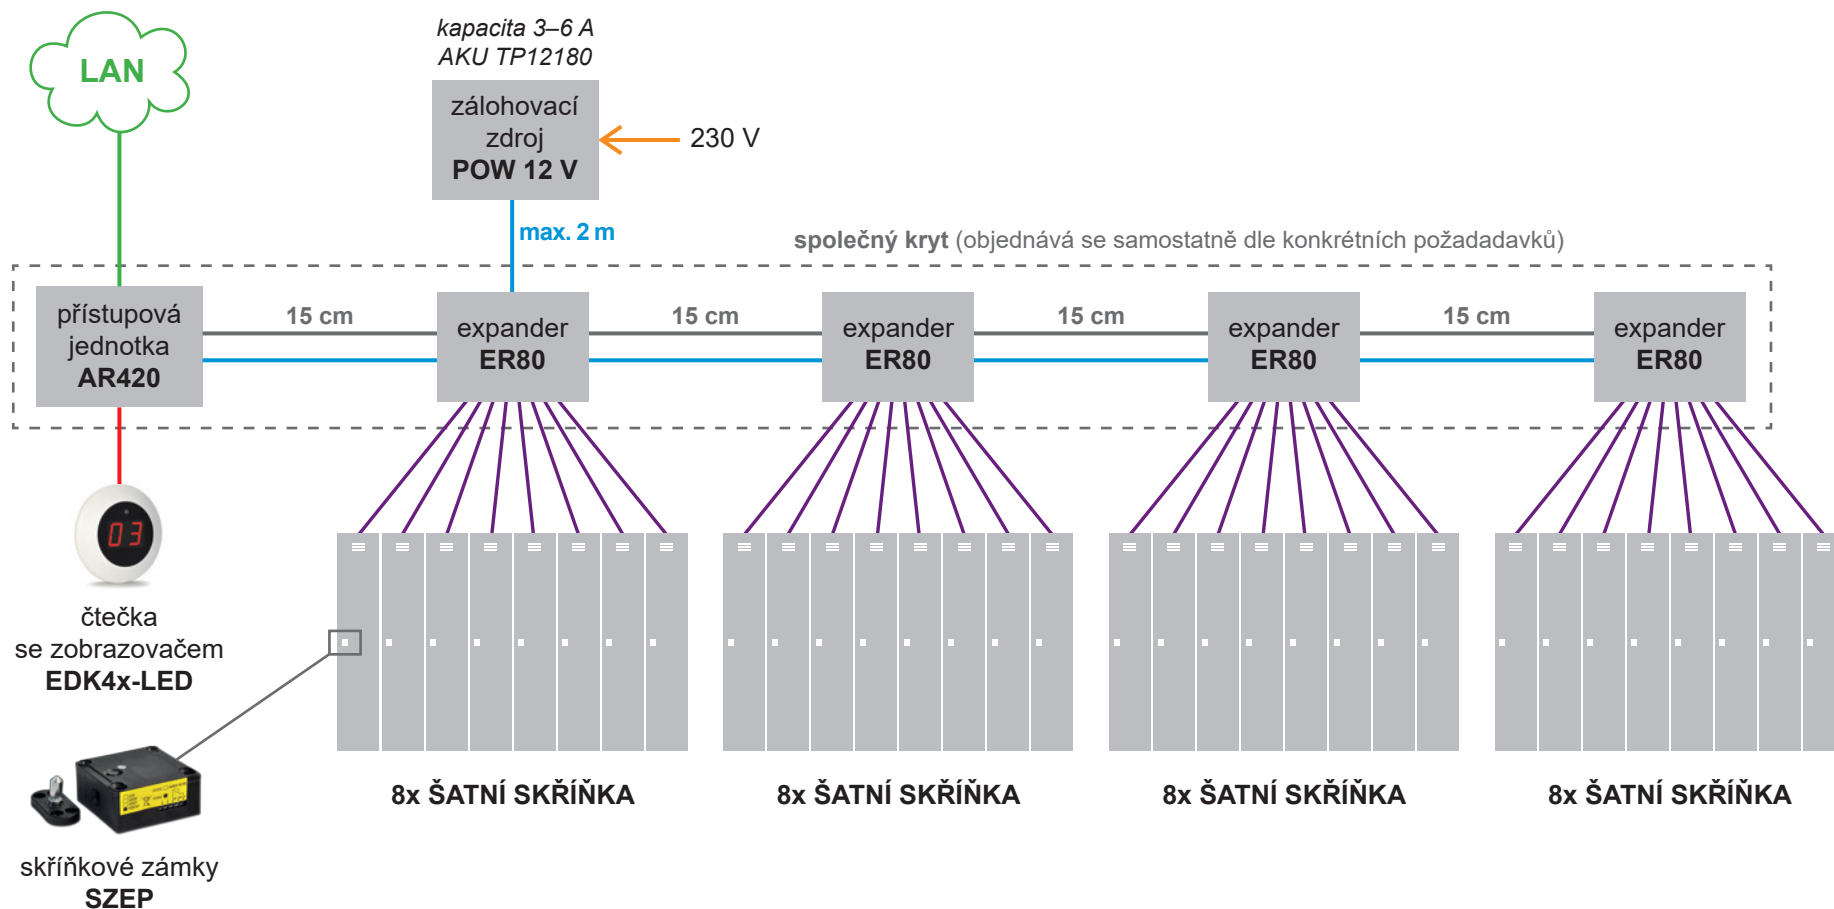 LAN
kapacita 3–6 A
AKU TP12180
zálohovací
zdroj
POW 12 V
230 V
max. 2 m
společný kryt (objednává se samostatně dle konkrétních požadadavků)
přístupová
jednotka
AR420
15 cm
expander
ER80
15 cm
expander
ER80
15 cm
expander
ER80
15 cm
expander
ER80
03
čtečka
se zobrazovačem
EDK4x-LED
8x ŠATNÍ SKŘÍŇKA
8x ŠATNÍ SKŘÍŇKA
8x ŠATNÍ SKŘÍŇKA
8x ŠATNÍ SKŘÍŇKA
skříňkové zámky
SZEP